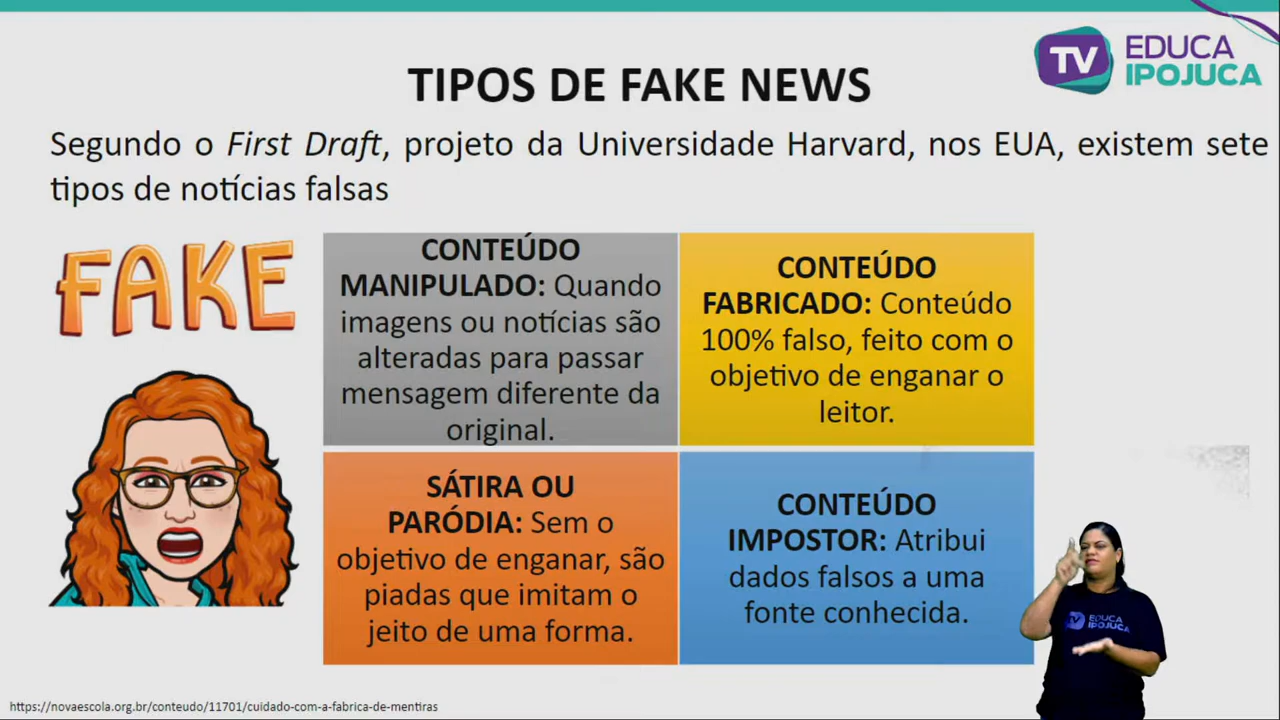 TV EDUCA
IPOJUCA
TIPOS DE FAKE NEWS
Segundo o First Draft, projeto da Universidade Harvard, nos EUA, existem sete
tipos de notícias falsas
FAKE
CONTEÚDO
MANIPULADO: Quando
imagens ou notícias são
alteradas para passar
mensagem diferente da
original.
CONTEÚDO
FABRICADO: Conteúdo
100% falso, feito com o
objetivo de enganar o
leitor.
SÁTIRA OU
PARÓDIA: Sem o
objetivo de enganar, são
piadas que imitam o
jeito de uma forma.
CONTEÚDO
IMPOSTOR: Atribui
dados falsos a uma
fonte conhecida.
TV EDUCA
IPOJUCA
https://novaescola.org.br/conteudo/11701/cuidado-com-a-fabrica-de-mentiras